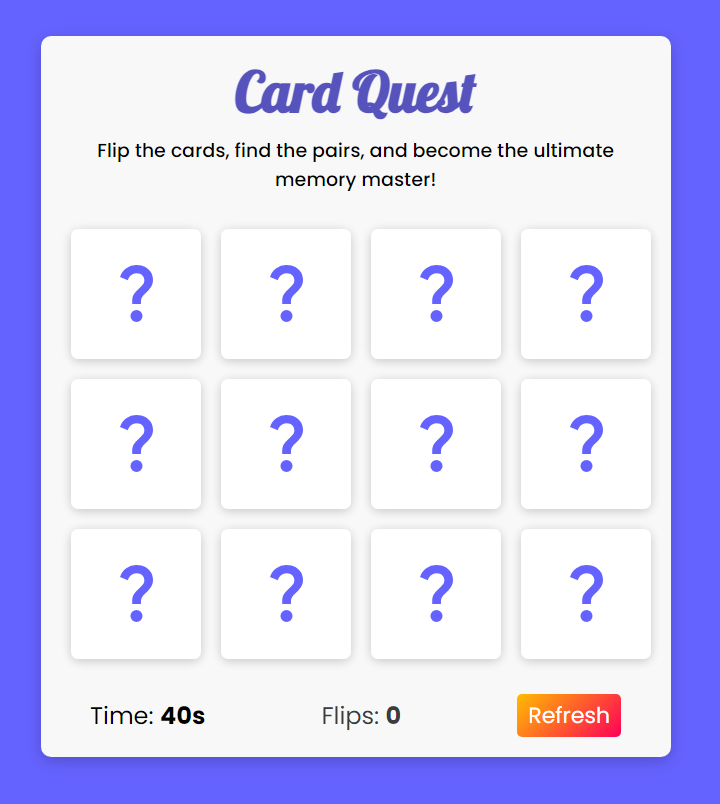 Card Quest
Flip the cards, find the pairs, and become the ultimate
memory master!
? ? ? ?
? ? ? ?
? ? ? ?
Time: 40s Flips: 0 Refresh